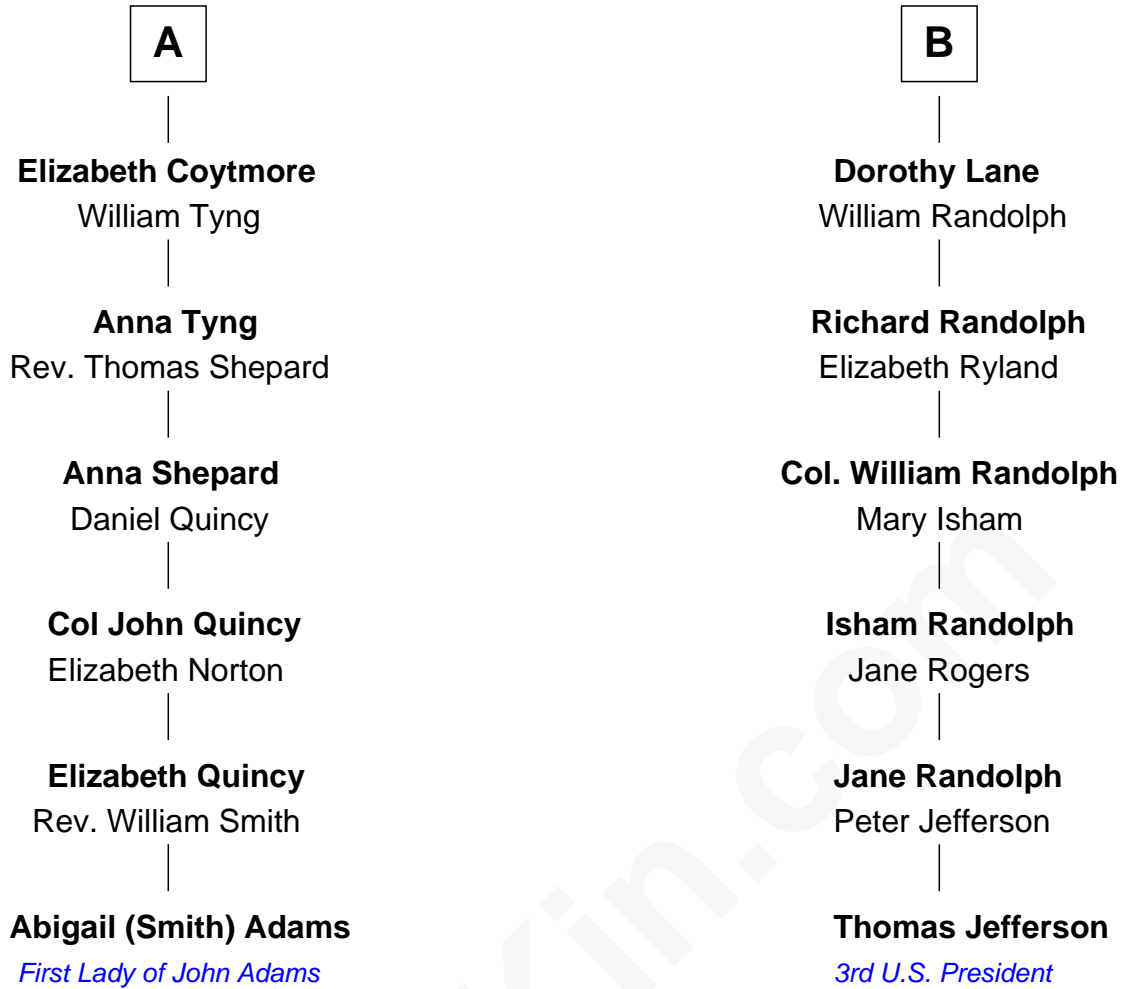 A
Elizabeth Coytmore
William Tyng
Anna Tyng
Rev. Thomas Shepard
Anna Shepard
Daniel Quincy
Col John Quincy
Elizabeth Norton
Elizabeth Quincy
Rev. William Smith
Abigail (Smith) Adams
First Lady of John Adams
B
Dorothy Lane
William Randolph
Richard Randolph
Elizabeth Ryland
Col. William Randolph
Mary Isham
Isham Randolph
Jane Rogers
Jane Randolph
Peter Jefferson
Thomas Jefferson
3rd U.S. President